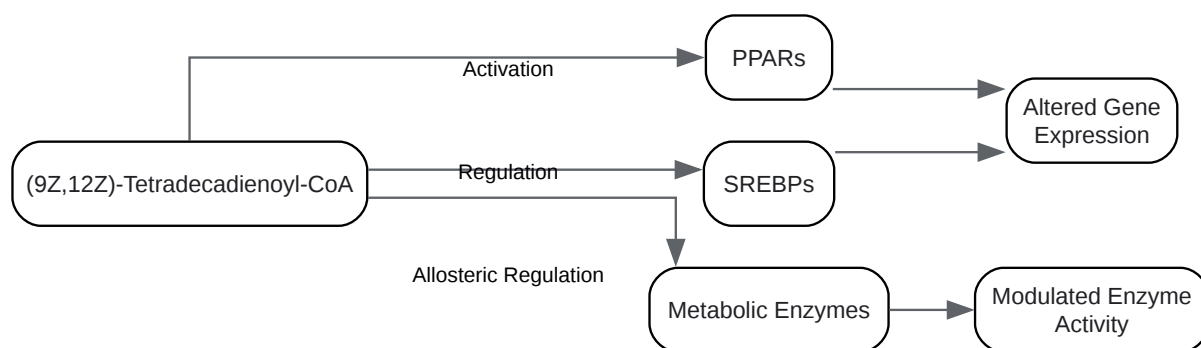 PPARs
Activation
Altered Gene
Expression
(9Z,12Z)-Tetradecadienoyl-CoA
Regulation
SREBPs
Allosteric Regulation
Metabolic Enzymes
Modulated Enzyme
Activity